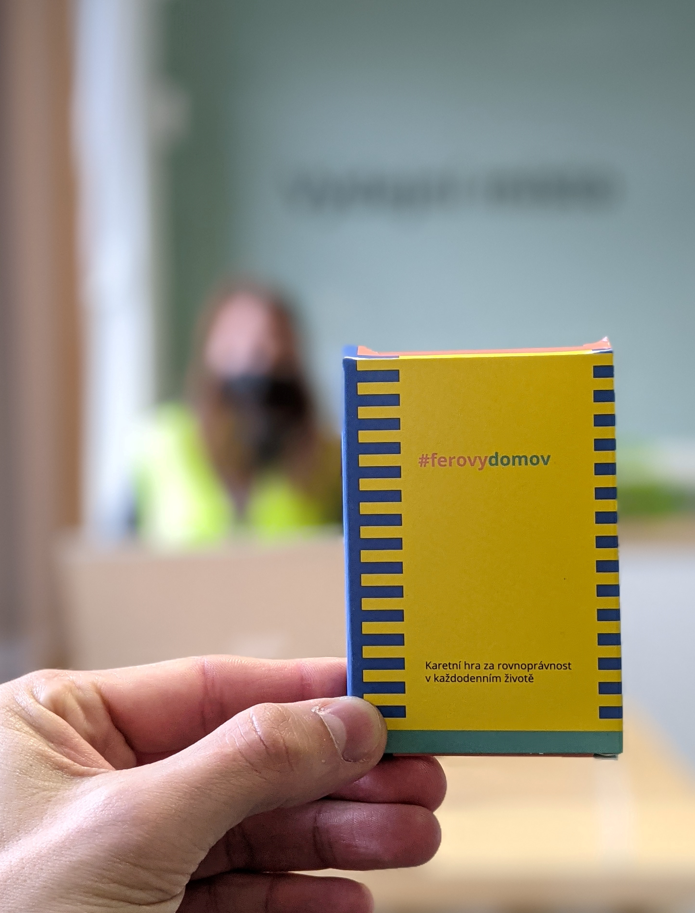 #ferovydomov
Karetní hra za rovnoprávnost
v každodenním životě